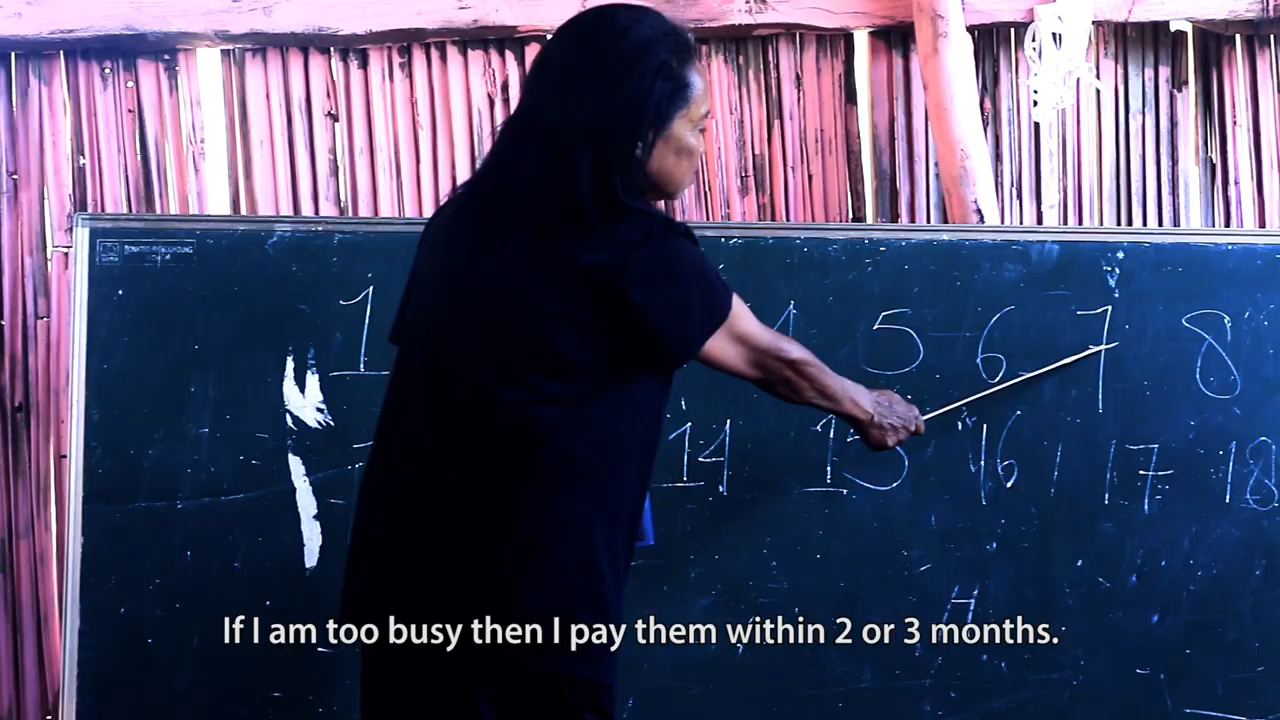 1 4 5 6 7 8
14 15 16 17 18
If I am too busy then I pay them within 2 or 3 months.